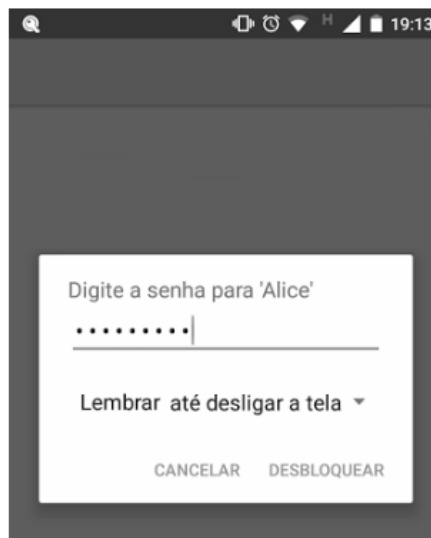 H 19:13
Digite a senha para 'Alice'
•••••••••
Lembrar até desligar a tela
CANCELAR DESBLOQUEAR